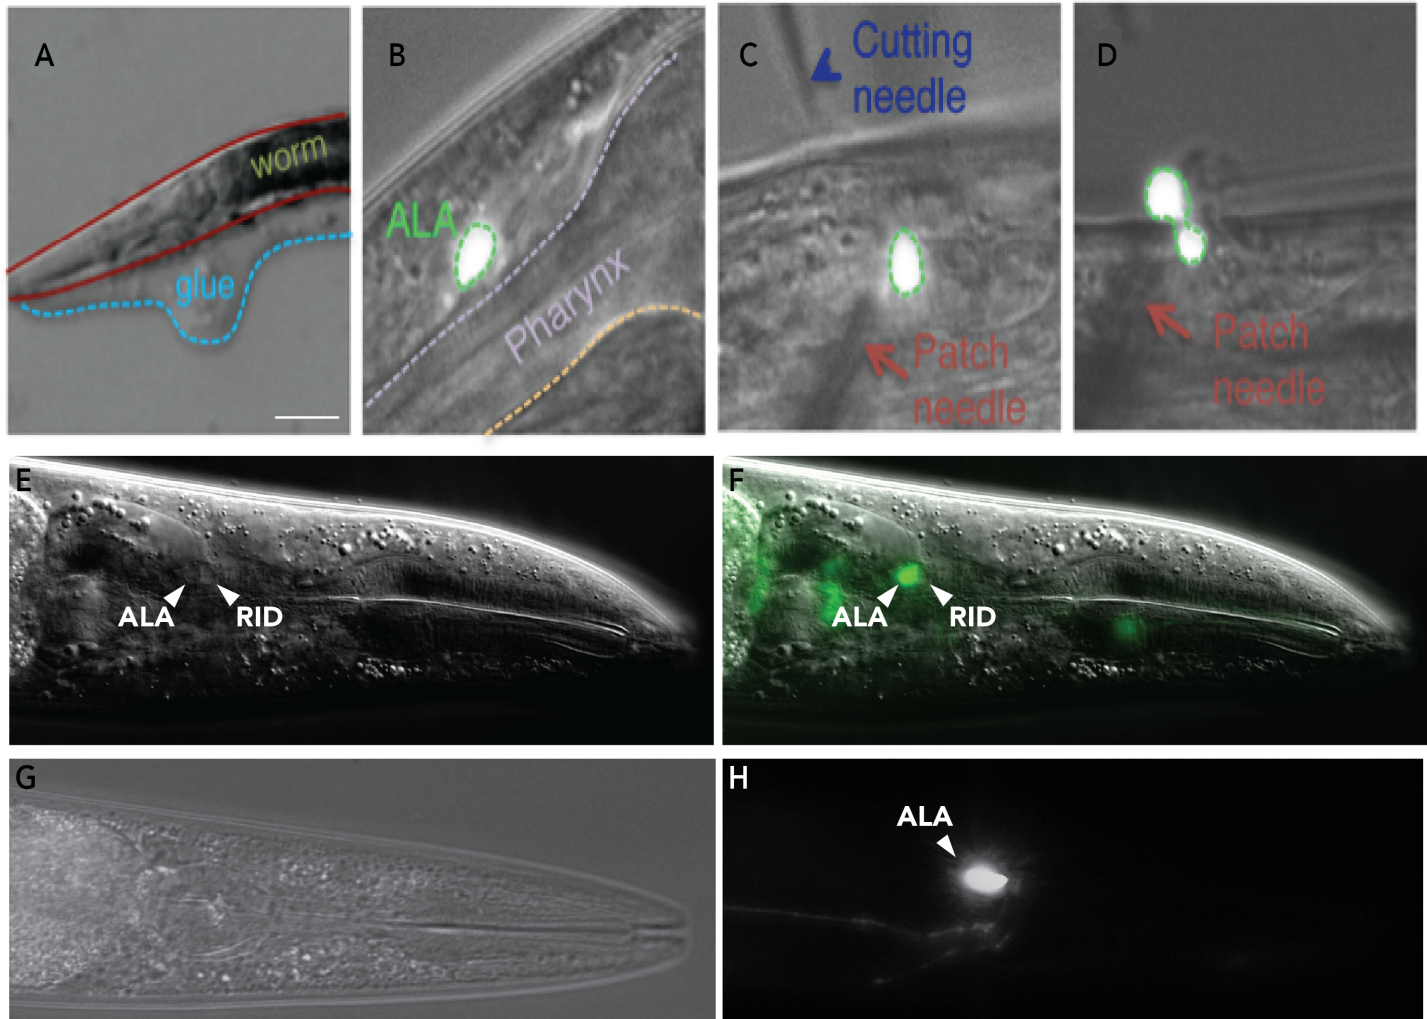 A
worm
glue
B
ALA
Pharynx
C
Cutting
needle
Patch
needle
D
Patch
needle
E
ALA
RID
F
ALA
RID
G
H
ALA